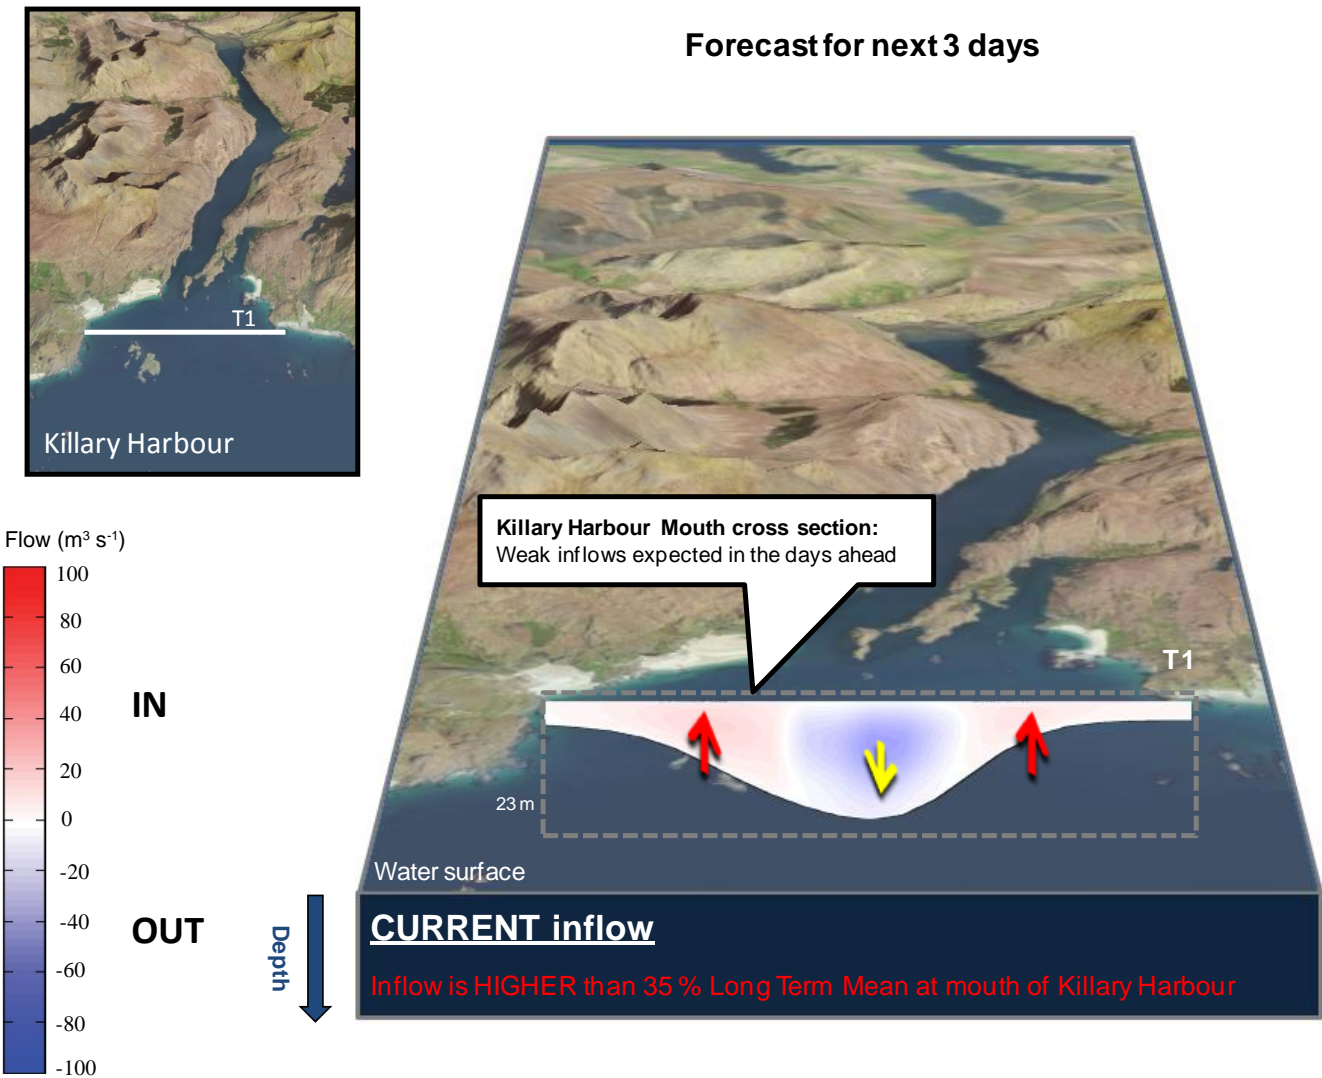 Forecast for next 3 days
T1
Killary Harbour
Flow (m³ s⁻¹)
100
80
60
40
20
0
-20
-40
-60
-80
-100
IN
OUT
Killary Harbour Mouth cross section:
Weak inflows expected in the days ahead
T1
23 m
Water surface
Depth
CURRENT inflow
Inflow is HIGHER than 35 % Long Term Mean at mouth of Killary Harbour